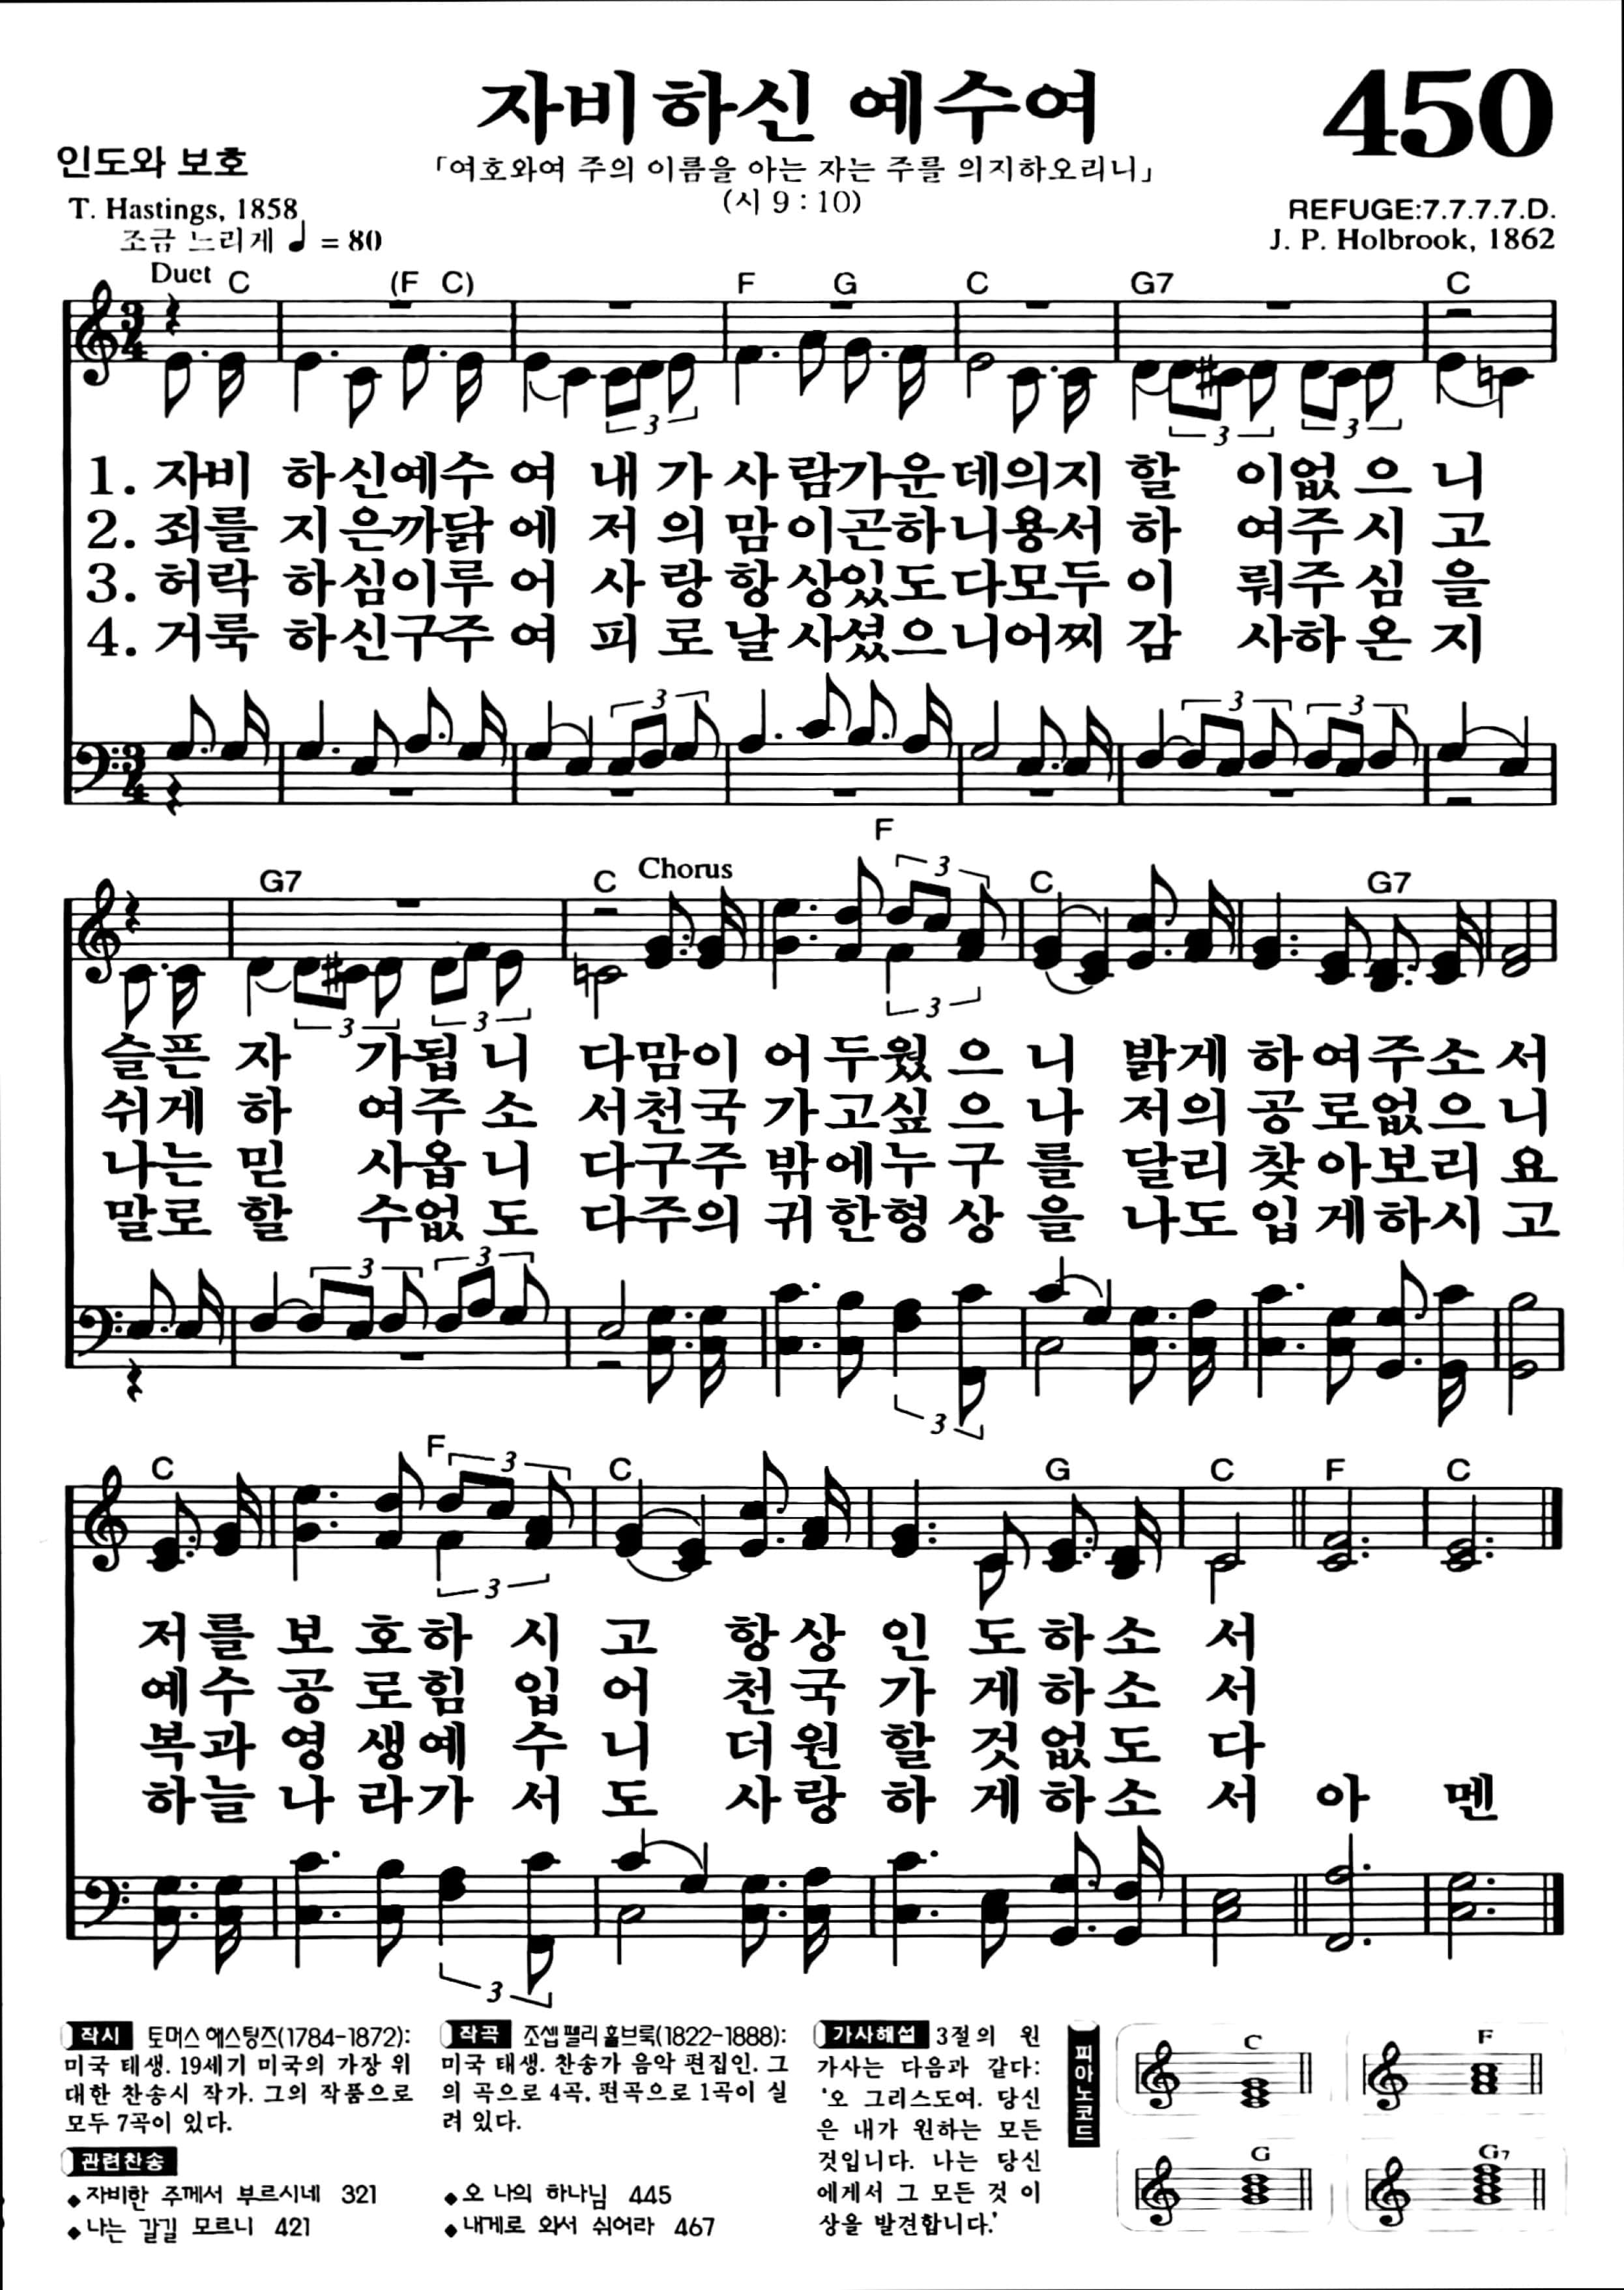 자비하신 예수여
450
인도와 보호
「여호와여 주의 이름을 아는 자는 주를 의지하오리니」
(시 9 : 10)
T. Hastings, 1858
REFUGE:7.7.7.7.D.
조금 느리게 ♩ = 80
J. P. Holbrook, 1862
Duet C (F C) F G C G7 C
3 3
1. 자비 하신예수 여 내 가 사 람가운데의지 할 이없 으 니
2. 죄를 지은까닭 에 저 의 맘 이곤하니용서 하 여주 시 고
3. 허락 하심이루 어 사 랑 항 상있도다모두 이 뤄주 심 을
4. 거룩 하신구주 여 피 로 날 사셨으니어찌 감 사하 온 지
3 3 3
F
G7 C Chorus 3 C G7
3 3 3
슬픈 자 가됩 니 다맘이 어두웠 으 니 밝게 하여주소 서
쉬게 하 여주 소 서천국 가고싶 으 나 저의 공로없으 니
나는 믿 사옵 니 다구주 밖에누 구 를 달리 찾아보리 요
말로 할 수없 도 다주의 귀한형 상 을 나도 입게하시 고
3 3
3
C F 3 C G C F C
3
저를 보 호하 시 고 항상 인 도하소 서
예수 공 로힘 입 어 천국 가 게하소 서
복과 영 생예 수 니 더원 할 것없도 다
하늘 나 라가 서 도 사랑 하 게하소 서 아 멘
3
작시 토머스 헤스팅즈(1784-1872):
미국 태생. 19세기 미국의 가장 위
대한 찬송시 작가. 그의 작품으로
모두 7곡이 있다.
작곡 조셉 펠리 홀브룩(1822-1888):
미국 태생. 찬송가 음악 편집인. 그
의 곡으로 4곡, 편곡으로 1곡이 실
려 있다.
관련찬송
◆자비한 주께서 부르시네 321
◆나는 갈길 모르니 421
◆오 나의 하나님 445
◆내게로 와서 쉬어라 467
가사해설 3절의 원
가사는 다음과 같다:
'오 그리스도여. 당신
은 내가 원하는 모든
것입니다. 나는 당신
에게서 그 모든 것 이
상을 발견합니다.'
피아노코드
C F
G G7